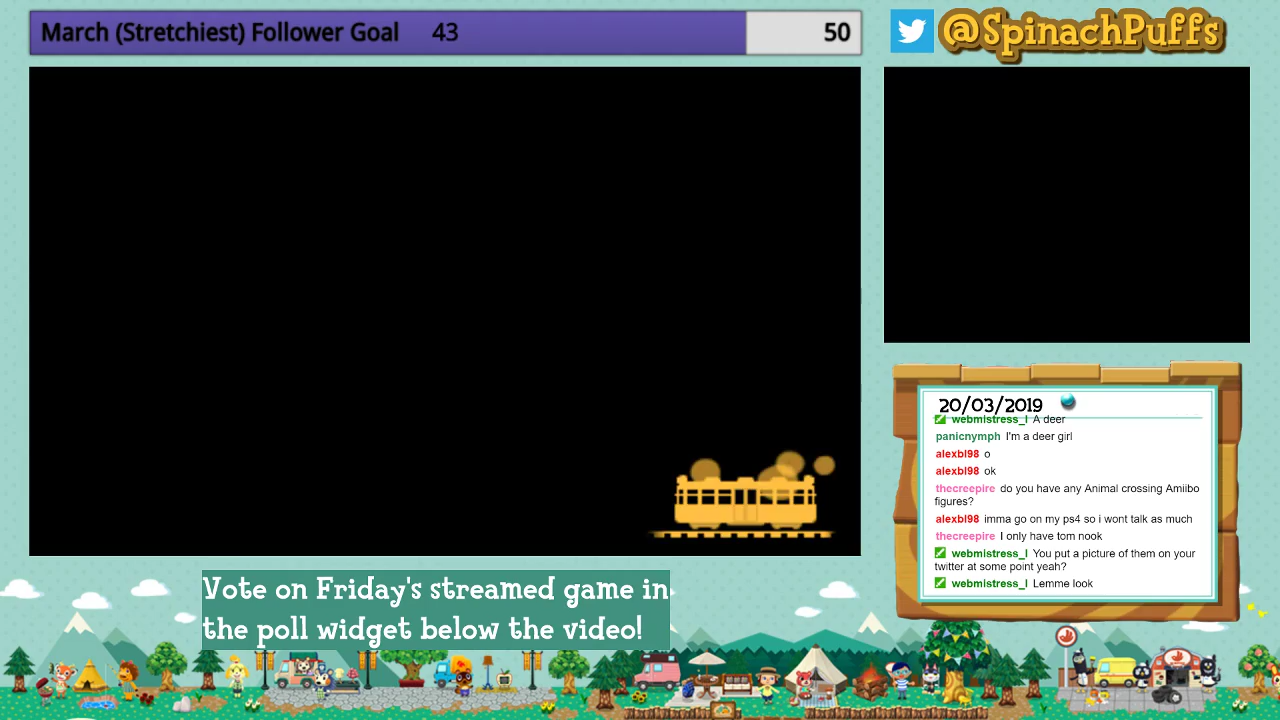 March (Stretchiest) Follower Goal 43 50
@SpinachPuffs
20/03/2019
webmistress_l A deer
panicnymph I'm a deer girl
alexbl98 o
alexbl98 ok
thecreepire do you have any Animal crossing Amiibo
figures?
alexbl98 imma go on my ps4 so i wont talk as much
thecreepire I only have tom nook
webmistress_l You put a picture of them on your
twitter at some point yeah?
webmistress_l Lemme look
Vote on Friday's streamed game in
the poll widget below the video!